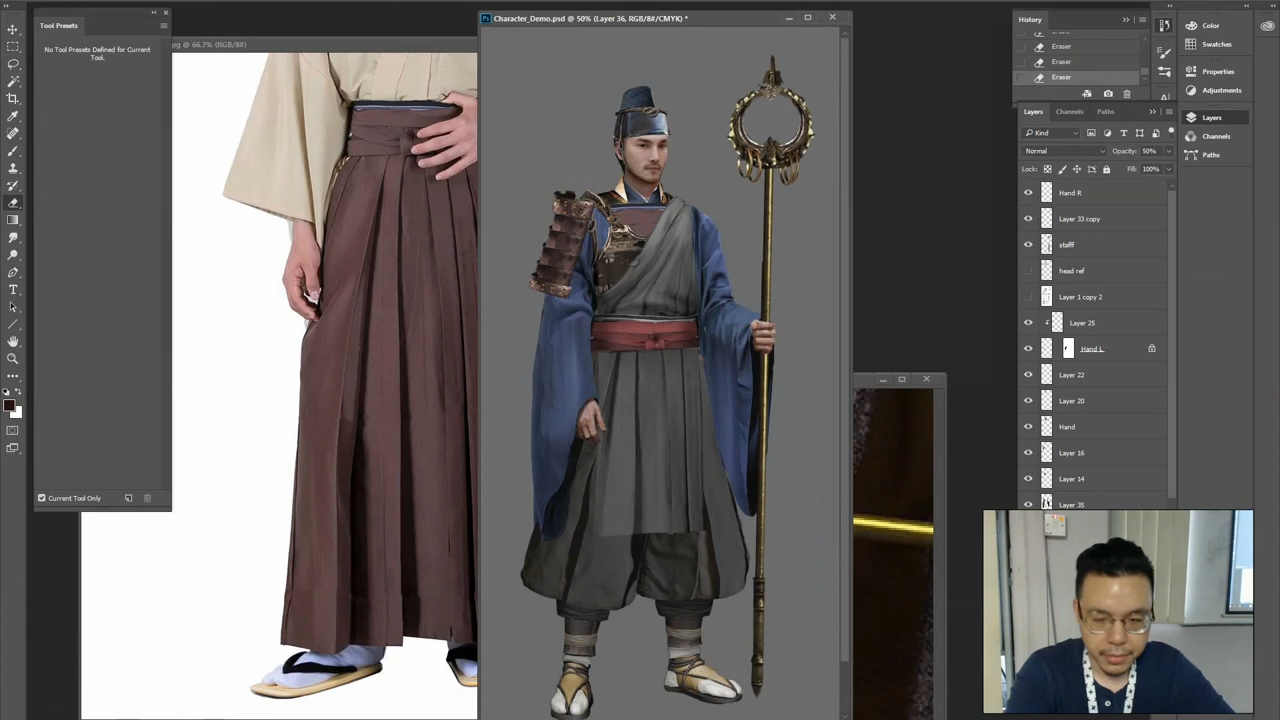 Tool Presets
No Tool Presets Defined for Current
Tool.
Current Tool Only
.jpg @ 66.7% (RGB/8#)
Ps Character_Demo.psd @ 50% (Layer 36, RGB/8#/CMYK) *
History
Eraser
Eraser
Eraser
Layers
Channels
Paths
Kind
Normal
Opacity: 50%
Lock:
Fill: 100%
Hand R
Layer 33 copy
stafff
head ref
Layer 1 copy 2
Layer 25
Hand L
Layer 22
Layer 20
Hand
Layer 16
Layer 14
Layer 35
Color
Swatches
Properties
Adjustments
Layers
Channels
Paths